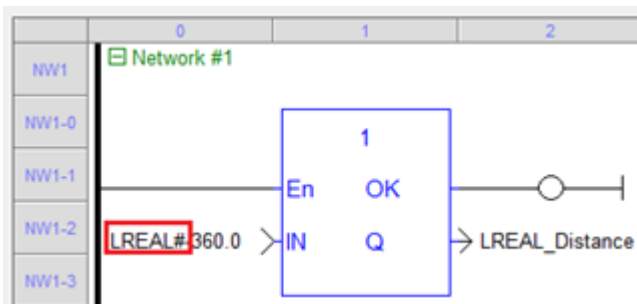 0 1 2
NW1 Network #1
NW1-0 1
NW1-1 En OK
NW1-2 LREAL#360.0 IN Q LREAL_Distance
NW1-3